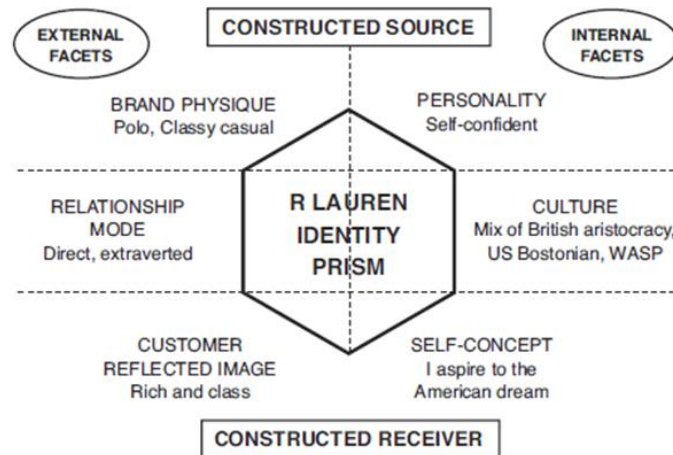 EXTERNAL
FACETS
CONSTRUCTED SOURCE
INTERNAL
FACETS
BRAND PHYSIQUE
Polo, Classy casual
PERSONALITY
Self-confident
RELATIONSHIP
MODE
Direct, extraverted
R LAUREN
IDENTITY
PRISM
CULTURE
Mix of British aristocracy,
US Bostonian, WASP
CUSTOMER
REFLECTED IMAGE
Rich and class
SELF-CONCEPT
I aspire to the
American dream
CONSTRUCTED RECEIVER